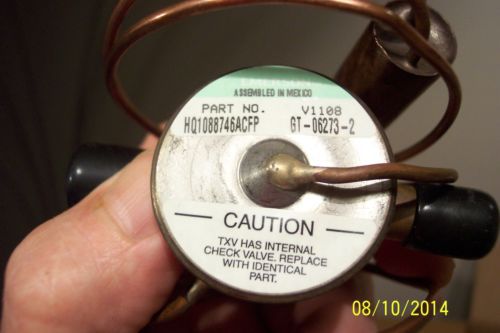 EMERSON
ASSEMBLED IN MEXICO
PART NO. V1108
HQ1088746ACFP GT-06273-2
CAUTION
TXV HAS INTERNAL
CHECK VALVE. REPLACE
WITH IDENTICAL
PART.
08/10/2014